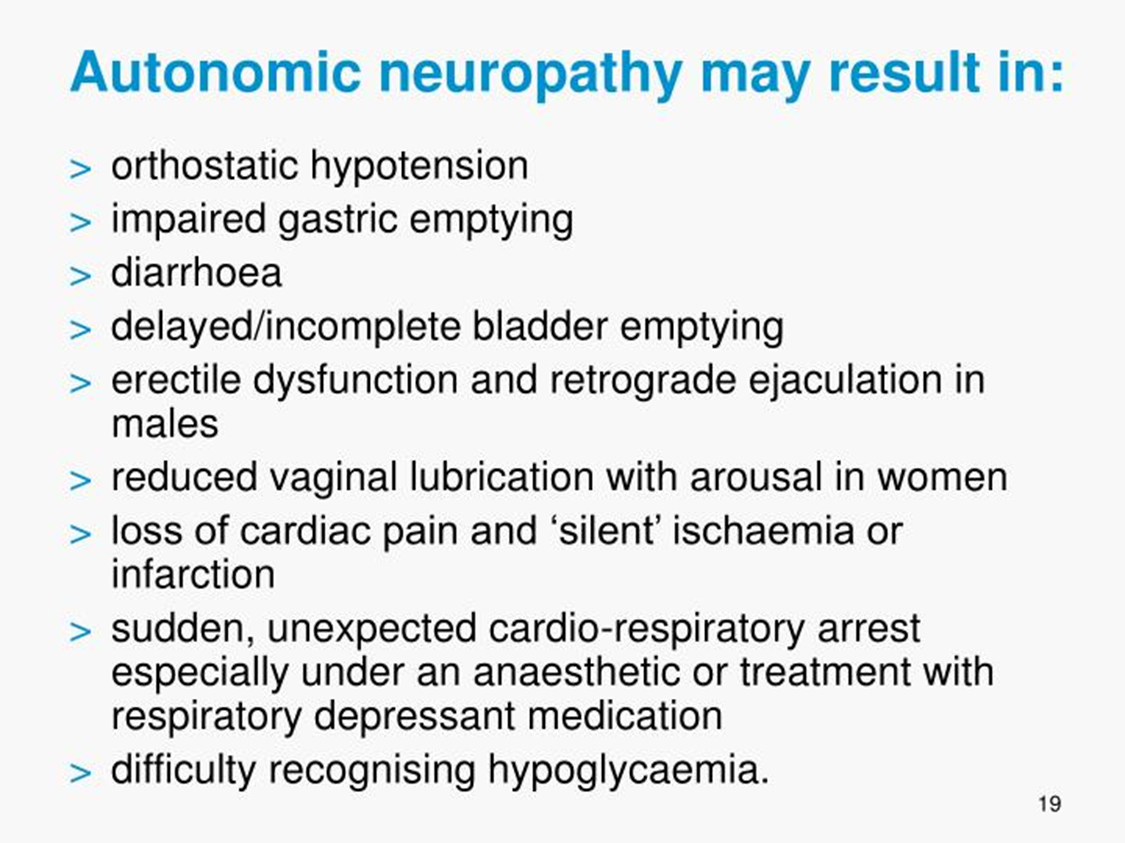 Autonomic neuropathy may result in:
> orthostatic hypotension
> impaired gastric emptying
> diarrhoea
> delayed/incomplete bladder emptying
> erectile dysfunction and retrograde ejaculation in
males
> reduced vaginal lubrication with arousal in women
> loss of cardiac pain and ‘silent’ ischaemia or
infarction
> sudden, unexpected cardio-respiratory arrest
especially under an anaesthetic or treatment with
respiratory depressant medication
> difficulty recognising hypoglycaemia.
19